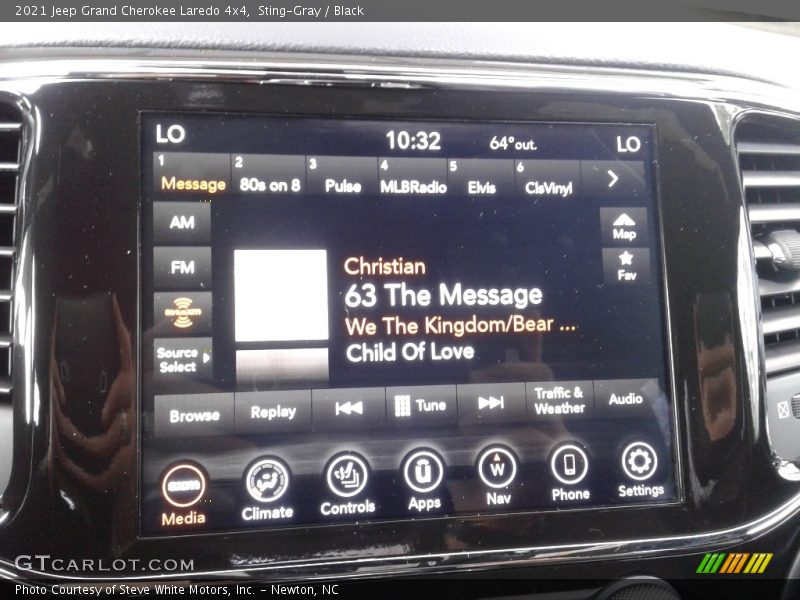 2021 Jeep Grand Cherokee Laredo 4x4, Sting-Gray / Black
LO 10:32 64° out. LO
1 Message
2 80s on 8
3 Pulse
4 MLBRadio
5 Elvis
6 ClsVinyl
AM
FM
SiriusXM
Source Select
Map
Fav
Christian
63 The Message
We The Kingdom/Bear ...
Child Of Love
Browse
Replay
Tune
Traffic & Weather
Audio
W
Media
Climate
Controls
Apps
Nav
Phone
Settings
GTCARLOT.COM
Photo Courtesy of Steve White Motors, Inc. - Newton, NC